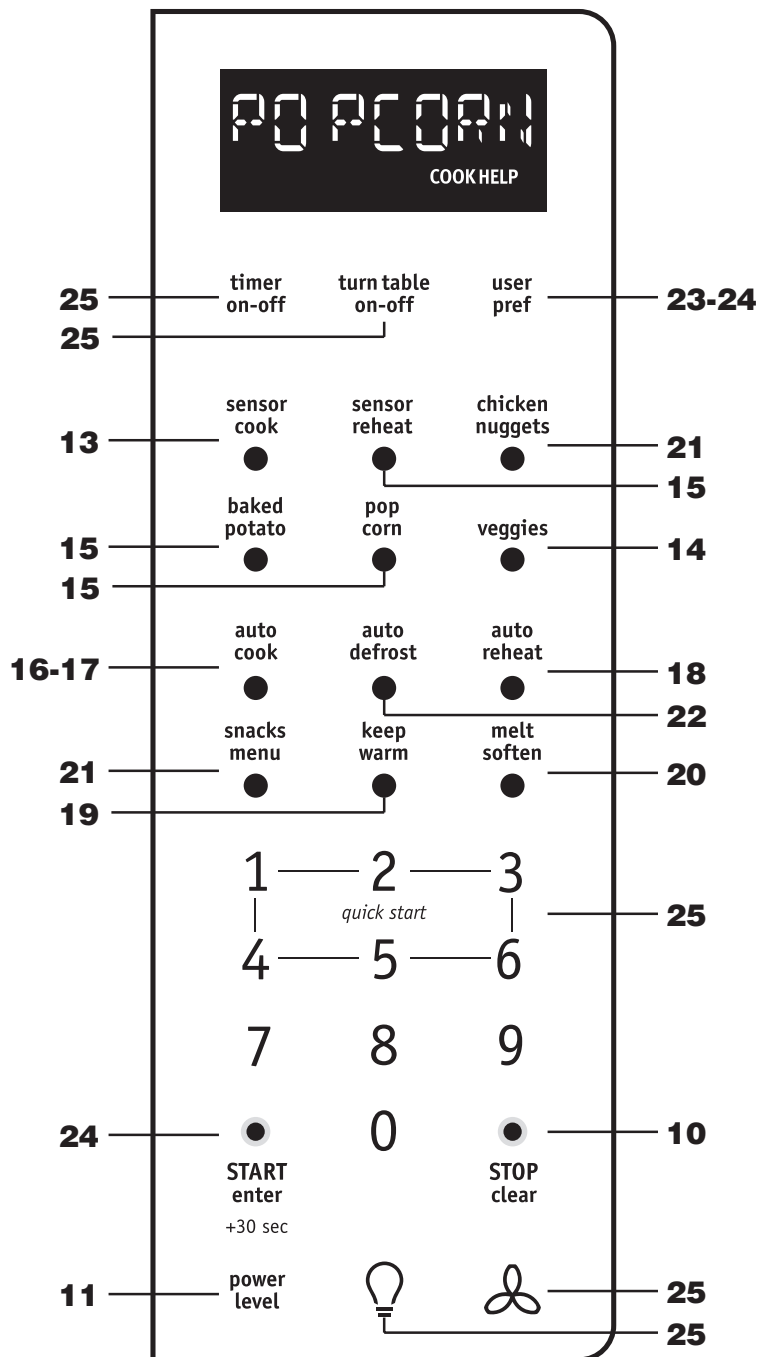 POPCORN
COOK HELP
timer on-off
turn table on-off
user pref
25
25
23-24
sensor cook
sensor reheat
chicken nuggets
13
21
15
baked potato
pop corn
veggies
15
14
15
auto cook
auto defrost
auto reheat
16-17
18
22
snacks menu
keep warm
melt soften
21
20
19
1 2 3
quick start
25
4 5 6
7 8 9
24
0
10
START enter
+30 sec
STOP clear
11
power level
25
25